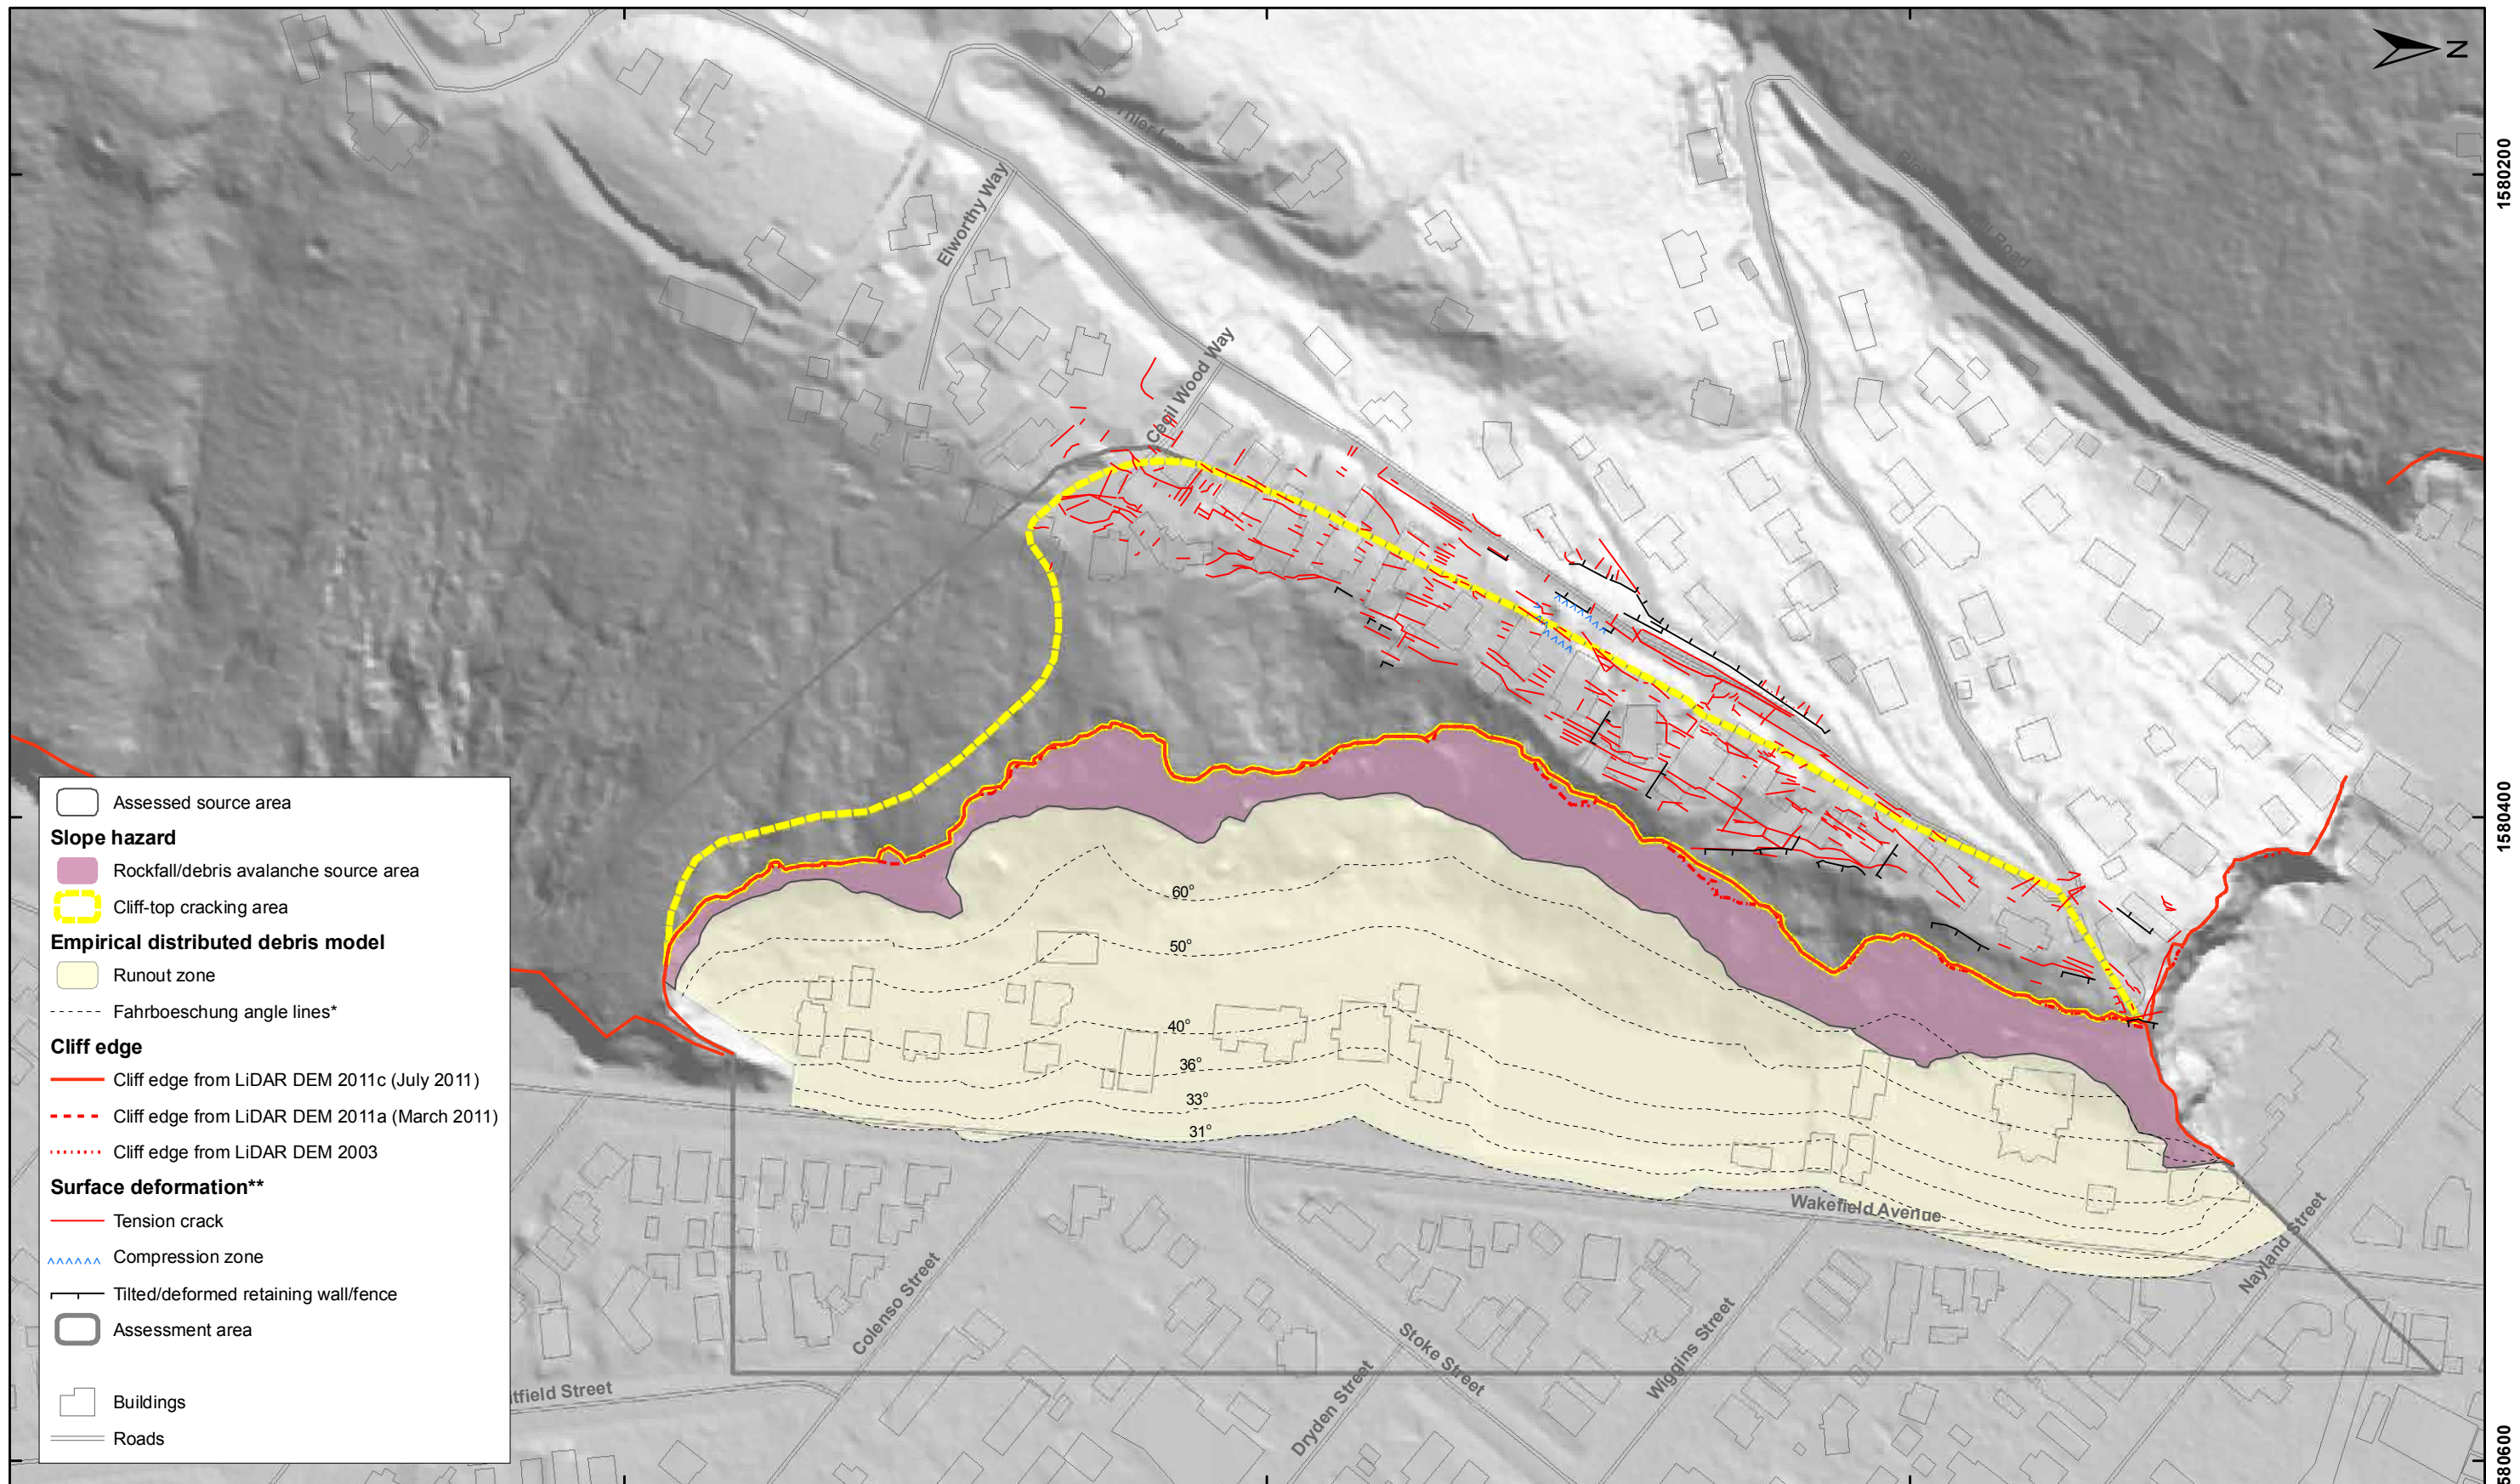 N
1580200
Elworthy Way
Cecil Wood Way
1580400
60°
50°
40°
36°
33°
31°
Wakefield Avenue
Nayland Street
Colenso Street
Stoke Street
Wiggins Street
Dryden Street
itfield Street
580600
Assessed source area
Slope hazard
Rockfall/debris avalanche source area
Cliff-top cracking area
Empirical distributed debris model
Runout zone
Fahrboeschung angle lines*
Cliff edge
Cliff edge from LiDAR DEM 2011c (July 2011)
Cliff edge from LiDAR DEM 2011a (March 2011)
Cliff edge from LiDAR DEM 2003
Surface deformation**
Tension crack
Compression zone
Tilted/deformed retaining wall/fence
Assessment area
Buildings
Roads